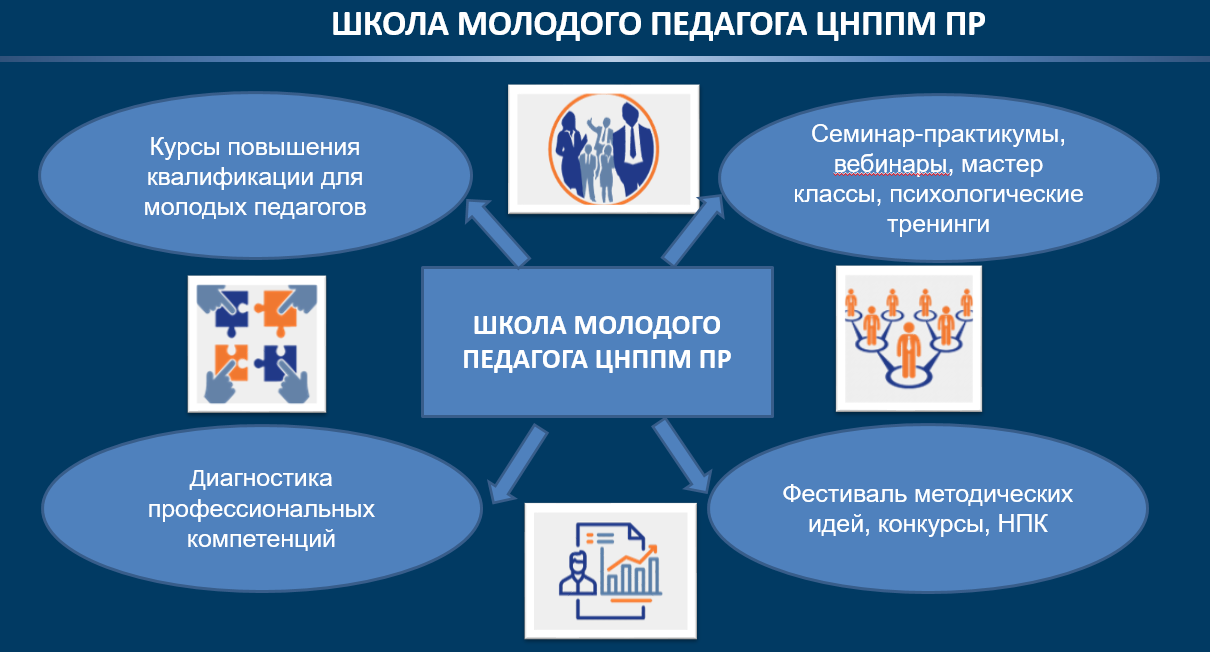 ШКОЛА МОЛОДОГО ПЕДАГОГА ЦНППМ ПР
Курсы повышения
квалификации для
молодых педагогов
Семинар-практикумы,
вебинары, мастер
классы, психологические
тренинги
ШКОЛА МОЛОДОГО
ПЕДАГОГА ЦНППМ ПР
Диагностика
профессиональных
компетенций
Фестиваль методических
идей, конкурсы, НПК